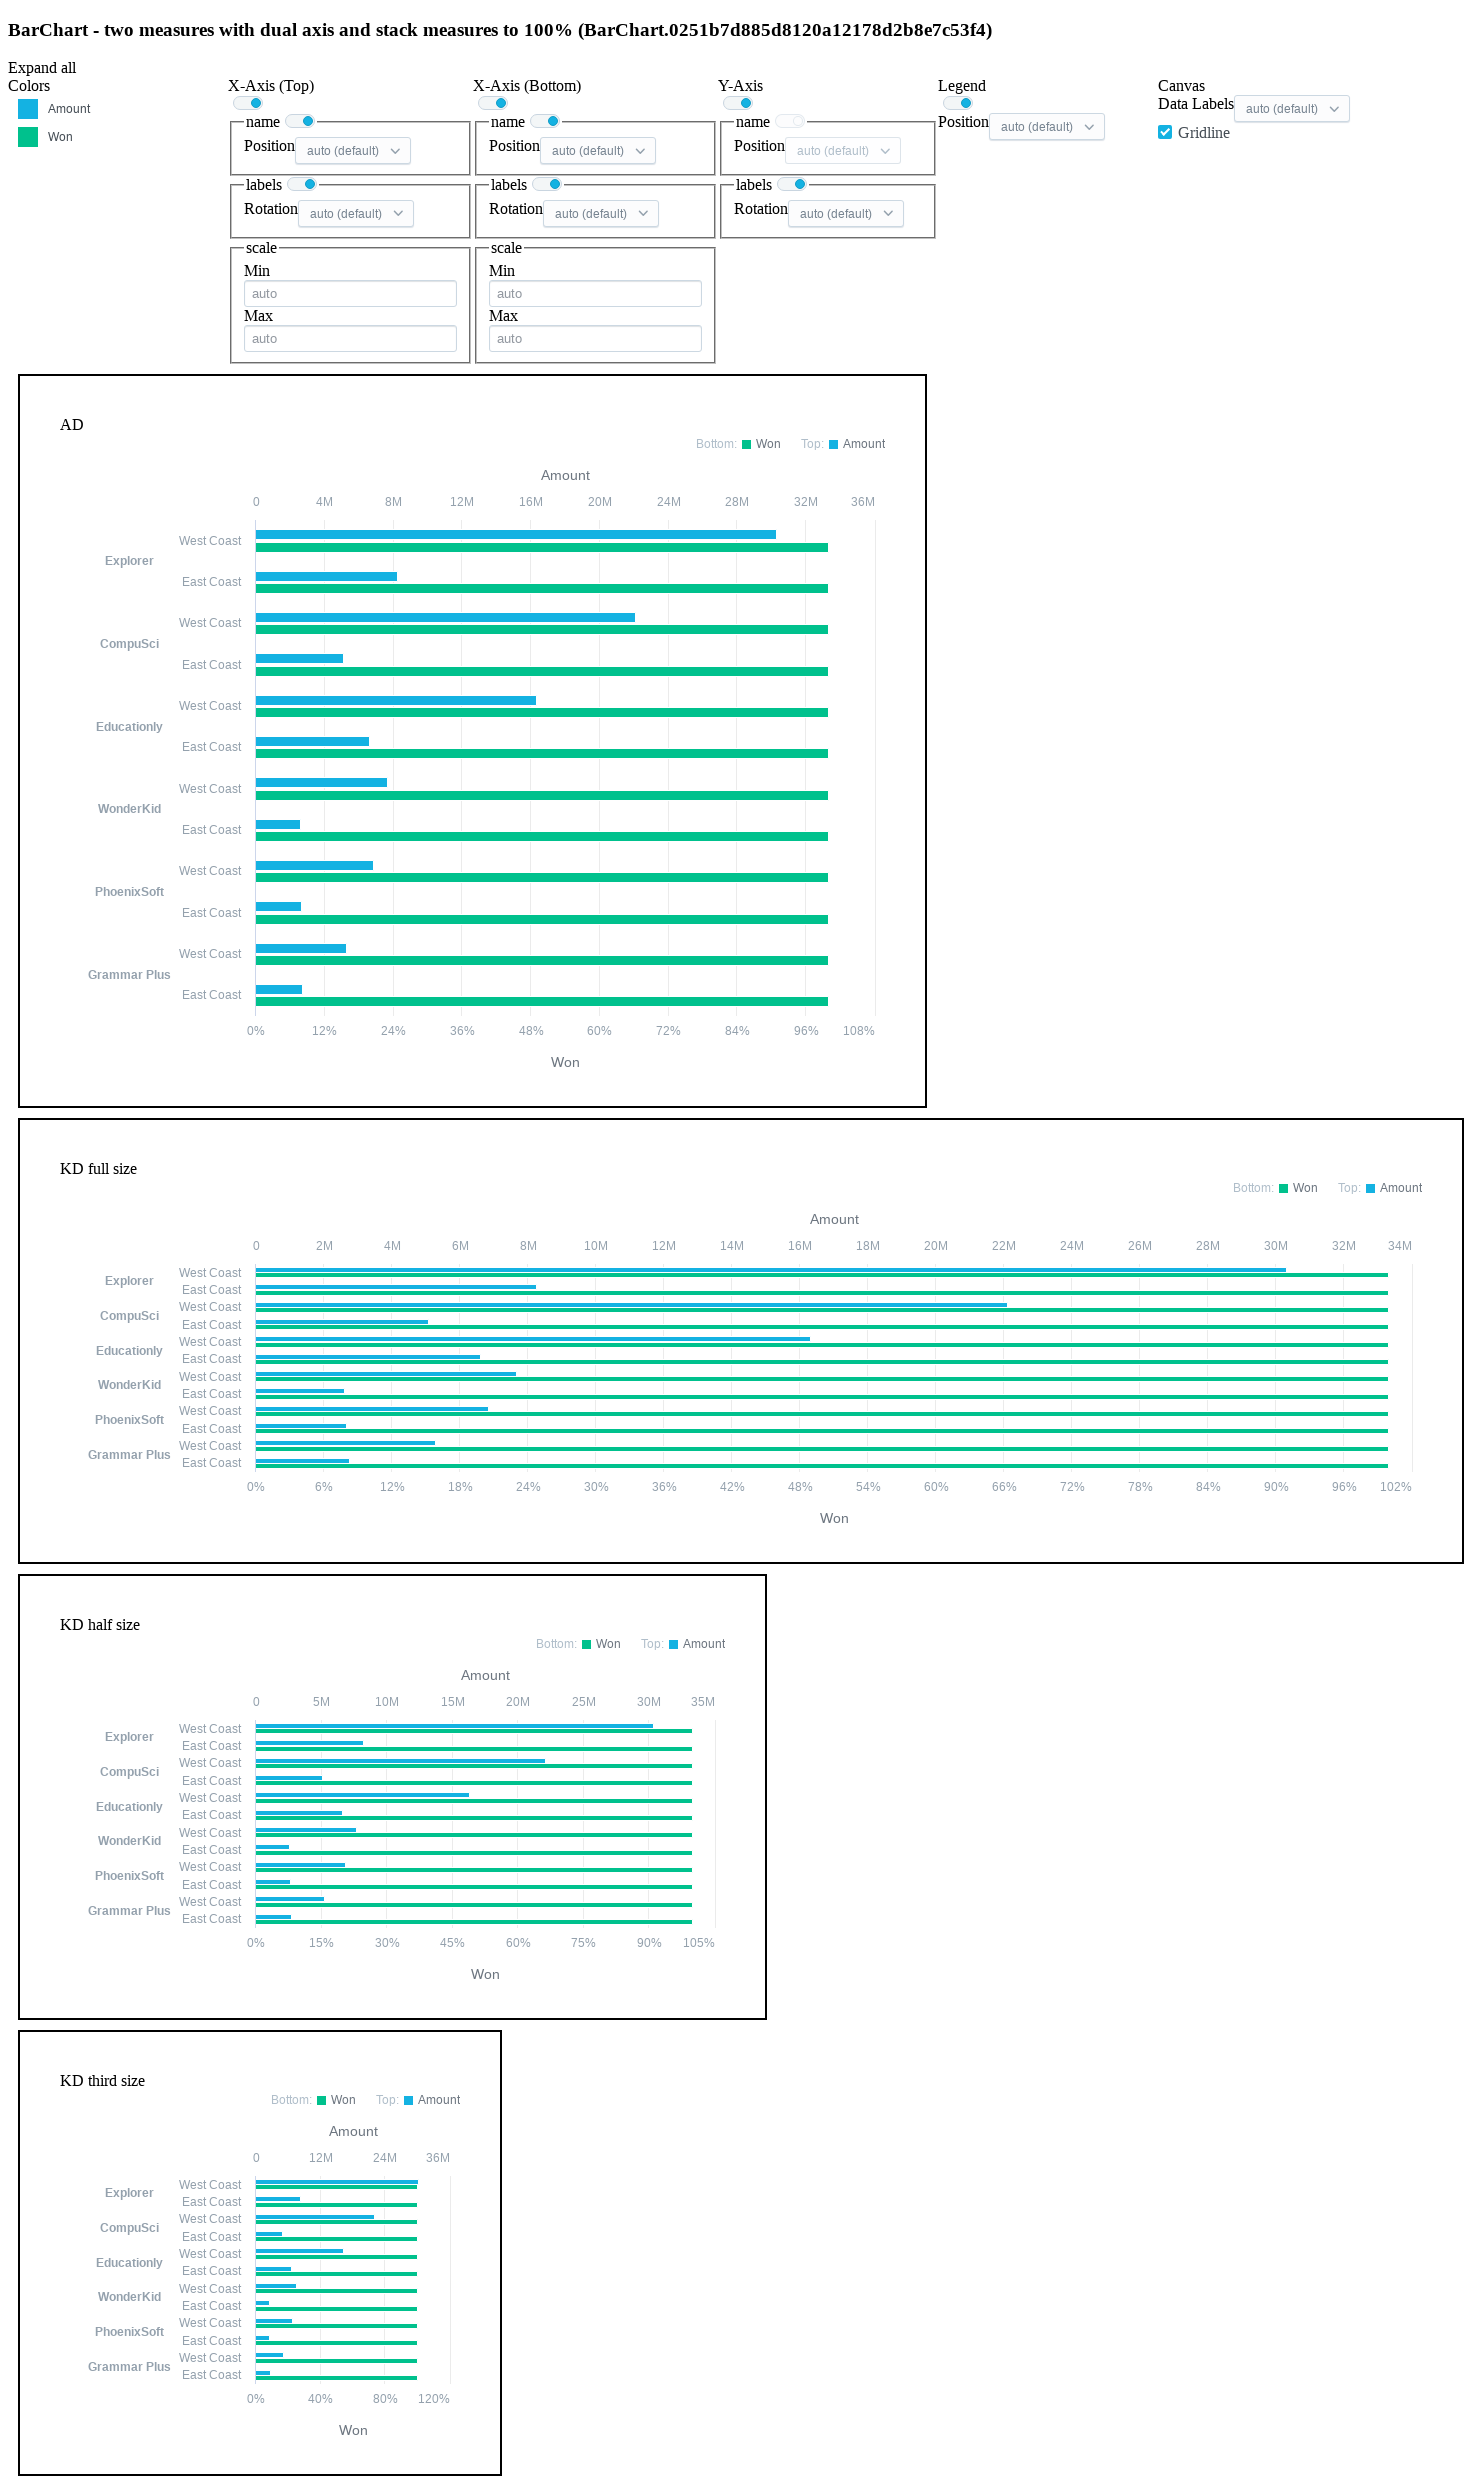 BarChart - two measures with dual axis and stack measures to 100% (BarChart.0251b7d885d8120a12178d2b8e7c53f4)
Expand all
Colors
Amount
Won
X-Axis (Top)
name
Position auto (default)
labels
Rotation auto (default)
scale
Min
auto
Max
auto
X-Axis (Bottom)
name
Position auto (default)
labels
Rotation auto (default)
scale
Min
auto
Max
auto
Y-Axis
name
Position auto (default)
labels
Rotation auto (default)
Legend
Position auto (default)
Canvas
Data Labels auto (default)
Gridline
AD
Bottom: Won Top: Amount
Amount
0 4M 8M 12M 16M 20M 24M 28M 32M 36M
West Coast
Explorer
East Coast
West Coast
CompuSci
East Coast
West Coast
Educationly
East Coast
West Coast
WonderKid
East Coast
West Coast
PhoenixSoft
East Coast
West Coast
Grammar Plus
East Coast
0% 12% 24% 36% 48% 60% 72% 84% 96% 108%
Won
KD full size
Bottom: Won Top: Amount
Amount
0 2M 4M 6M 8M 10M 12M 14M 16M 18M 20M 22M 24M 26M 28M 30M 32M 34M
West Coast
Explorer
East Coast
West Coast
CompuSci
East Coast
West Coast
Educationly
East Coast
West Coast
WonderKid
East Coast
West Coast
PhoenixSoft
East Coast
West Coast
Grammar Plus
East Coast
0% 6% 12% 18% 24% 30% 36% 42% 48% 54% 60% 66% 72% 78% 84% 90% 96% 102%
Won
KD half size
Bottom: Won Top: Amount
Amount
0 5M 10M 15M 20M 25M 30M 35M
West Coast
Explorer
East Coast
West Coast
CompuSci
East Coast
West Coast
Educationly
East Coast
West Coast
WonderKid
East Coast
West Coast
PhoenixSoft
East Coast
West Coast
Grammar Plus
East Coast
0% 15% 30% 45% 60% 75% 90% 105%
Won
KD third size
Bottom: Won Top: Amount
Amount
0 12M 24M 36M
West Coast
Explorer
East Coast
West Coast
CompuSci
East Coast
West Coast
Educationly
East Coast
West Coast
WonderKid
East Coast
West Coast
PhoenixSoft
East Coast
West Coast
Grammar Plus
East Coast
0% 40% 80% 120%
Won